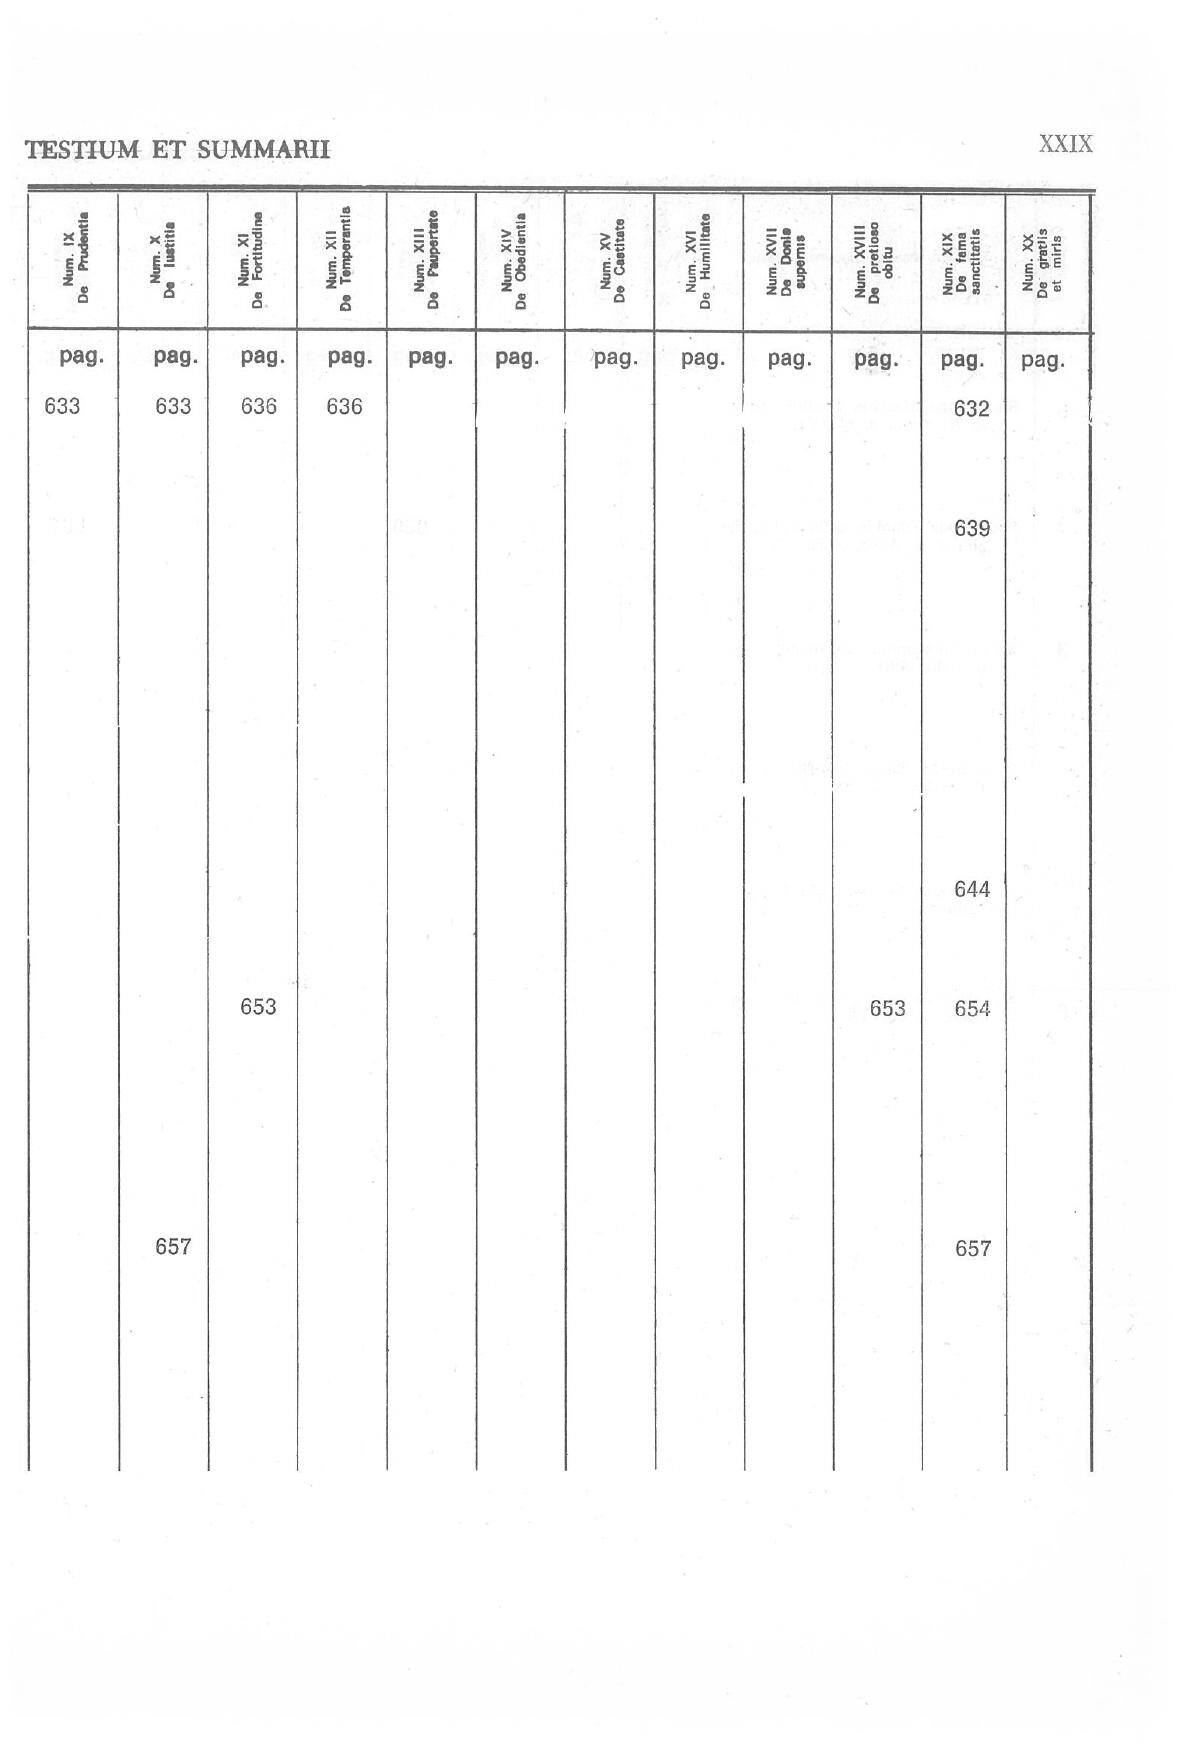 TESTIUM ET SUMMARII XXIX
Num. IX
De Prudentia
Num. X
De Iustitia
Num. XI
De Fortitudine
Num. XII
De Temperantia
Num. XIII
De Paupertate
Num. XIV
De Obedientia
Num. XV
De Castitate
Num. XVI
De Humilitate
Num. XVII
De Donis
supernis
Num. XVIII
De pretioso
obitu
Num. XIX
De fama
sanctitatis
Num. XX
De gratiis
et miris
pag. pag. pag. pag. pag. pag. pag. pag. pag. pag. pag. pag.
633 633 636 636 632
639
644
653 653 654
657 657